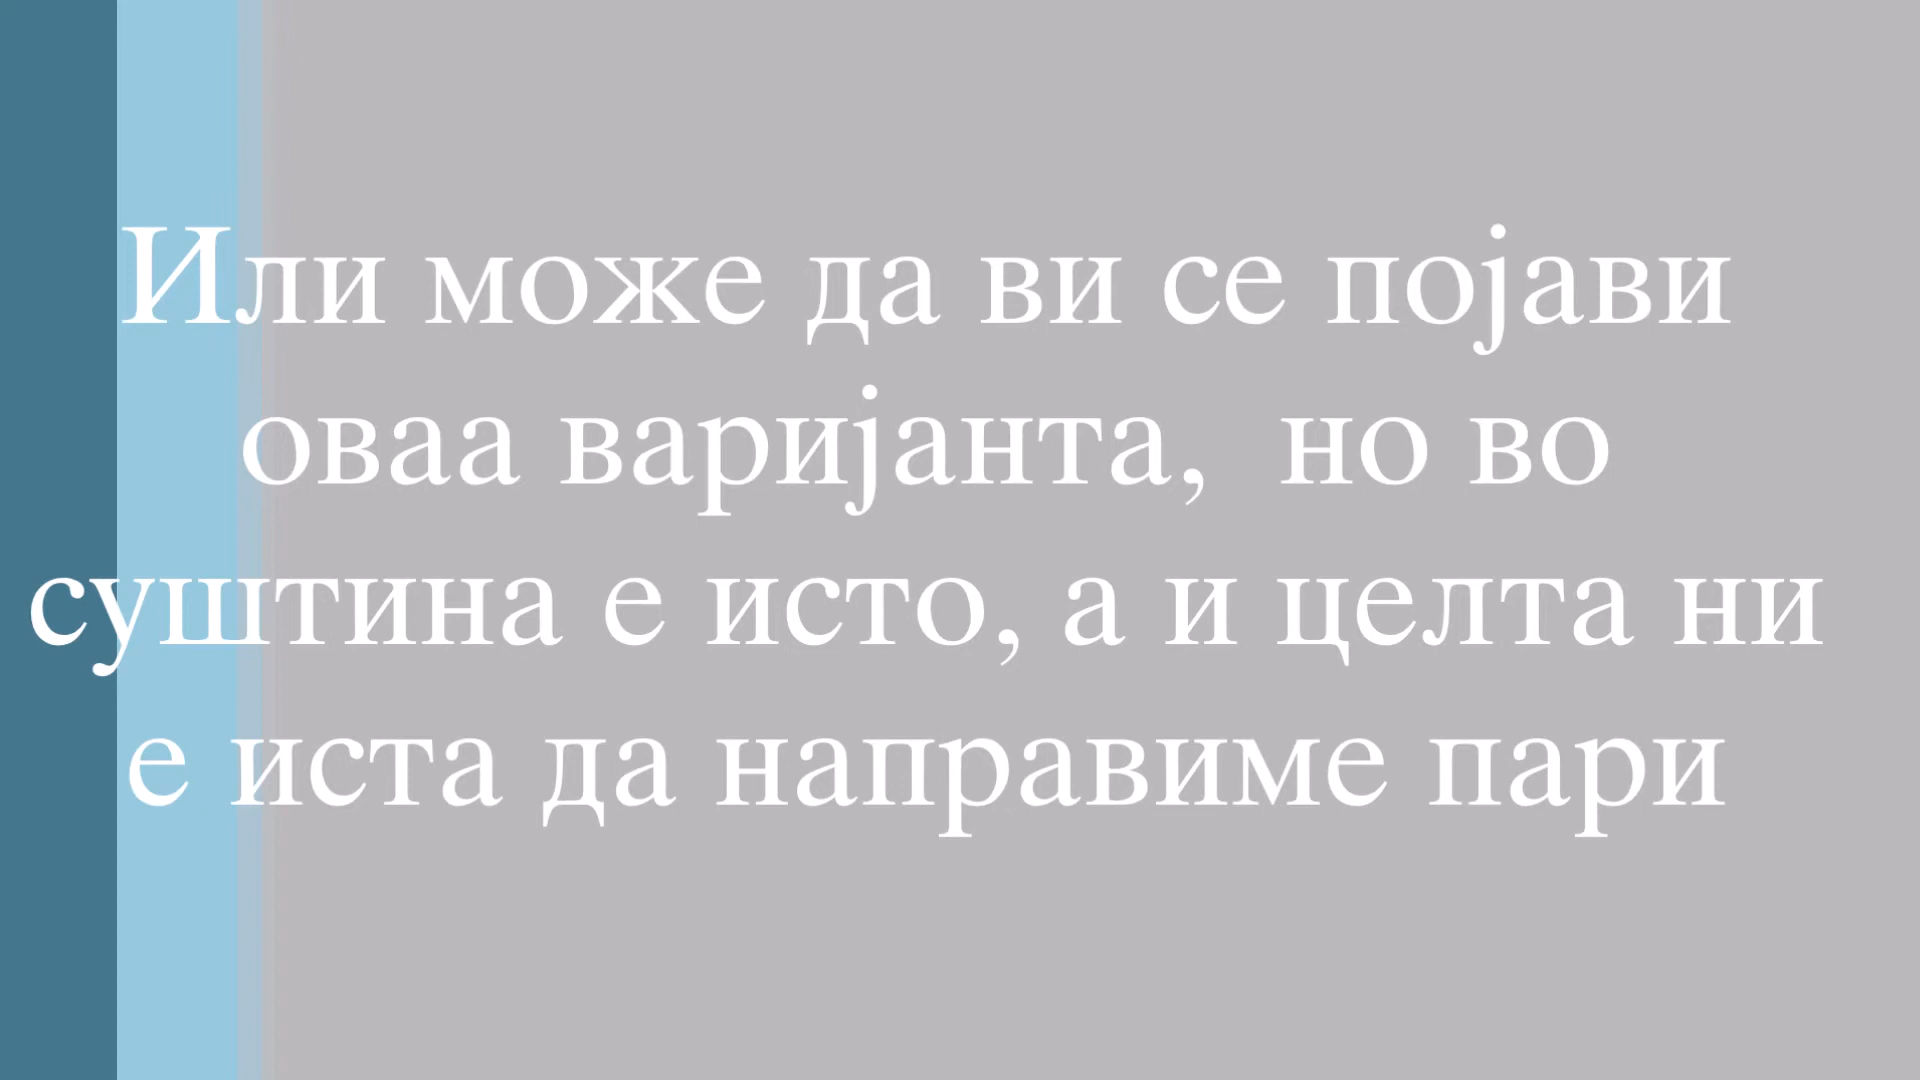 Или може да ви се појави
оваа варијанта,  но во
суштина е исто, а и целта ни
е иста да направиме пари